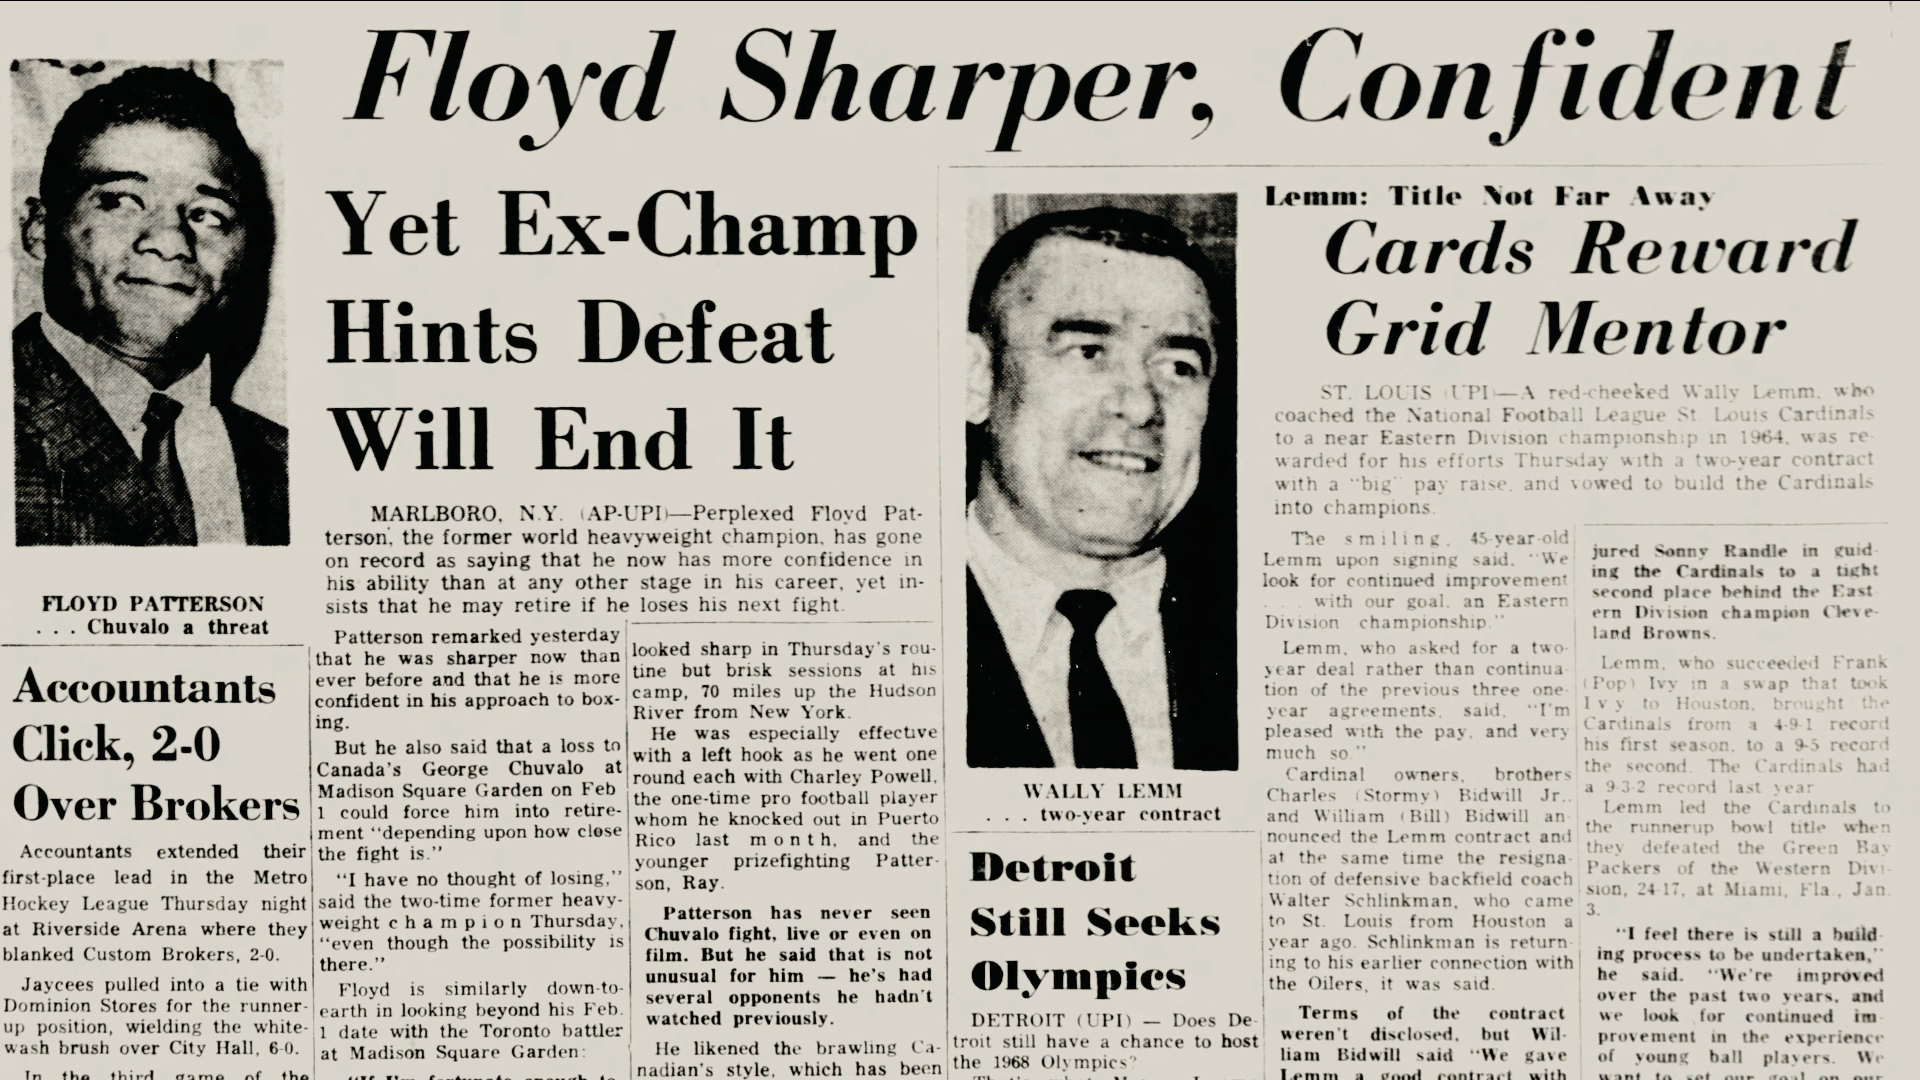 Floyd Sharper, Confident
FLOYD PATTERSON
. . . Chuvalo a threat
Accountants
Click, 2-0
Over Brokers
Accountants extended their
first-place lead in the Metro
Hockey League Thursday night
at Riverside Arena where they
blanked Custom Brokers, 2-0.
Jaycees pulled into a tie with
Dominion Stores for the runner-
up position, wielding the white-
wash brush over City Hall, 6-0.
In the third game of the
Yet Ex-Champ
Hints Defeat
Will End It
MARLBORO, N.Y. (AP-UPI)—Perplexed Floyd Pat-
terson, the former world heavyweight champion, has gone
on record as saying that he now has more confidence in
his ability than at any other stage in his career, yet in-
sists that he may retire if he loses his next fight.
Patterson remarked yesterday
that he was sharper now than
ever before and that he is more
confident in his approach to box-
ing.
But he also said that a loss to
Canada's George Chuvalo at
Madison Square Garden on Feb
1 could force him into retire-
ment "depending upon how close
the fight is."
"I have no thought of losing,"
said the two-time former heavy-
weight champion Thursday,
"even though the possibility is
there."
Floyd is similarly down-to-
earth in looking beyond his Feb.
1 date with the Toronto battler
at Madison Square Garden:
looked sharp in Thursday's rou-
tine but brisk sessions at his
camp, 70 miles up the Hudson
River from New York.
He was especially effective
with a left hook as he went one
round each with Charley Powell,
the one-time pro football player
whom he knocked out in Puerto
Rico last month, and the
younger prizefighting Patter-
son, Ray.
Patterson has never seen
Chuvalo fight, live or even on
film. But he said that is not
unusual for him — he's had
several opponents he hadn't
watched previously.
He likened the brawling Ca-
nadian's style, which has been
WALLY LEMM
. . . two-year contract
Detroit
Still Seeks
Olympics
DETROIT (UPI) — Does De-
troit still have a chance to host
the 1968 Olympics?
Lemm: Title Not Far Away
Cards Reward
Grid Mentor
ST. LOUIS (UPI)—A red-cheeked Wally Lemm, who
coached the National Football League St. Louis Cardinals
to a near Eastern Division championship in 1964, was re-
warded for his efforts Thursday with a two-year contract
with a "big" pay raise, and vowed to build the Cardinals
into champions.
The smiling, 45-year-old
Lemm upon signing said, "We
look for continued improvement
. . . with our goal, an Eastern
Division championship."
Lemm, who asked for a two-
year deal rather than continua-
tion of the previous three one-
year agreements, said, "I'm
pleased with the pay, and very
much so."
Cardinal owners, brothers
Charles (Stormy) Bidwill Jr.,
and William (Bill) Bidwill an-
nounced the Lemm contract and
at the same time the resigna-
tion of defensive backfield coach
Walter Schlinkman, who came
to St. Louis from Houston a
year ago. Schlinkman is return-
ing to his earlier connection with
the Oilers, it was said.
Terms of the contract
weren't disclosed, but Wil-
liam Bidwill said "We gave
Lemm a good contract with
jured Sonny Randle in guid-
ing the Cardinals to a tight
second place behind the East-
ern Division champion Cleve-
land Browns.
Lemm, who succeeded Frank
(Pop) Ivy in a swap that took
Ivy to Houston, brought the
Cardinals from a 4-9-1 record
his first season, to a 9-5 record
the second. The Cardinals had
a 9-3-2 record last year
Lemm led the Cardinals to
the runnerup bowl title when
they defeated the Green Bay
Packers of the Western Divi-
sion, 24-17, at Miami, Fla., Jan.
3.
"I feel there is still a build-
ing process to be undertaken,"
he said. "We're improved
over the past two years, and
we look for continued im-
provement in the experience
of young ball players. We
want to set our goal on our